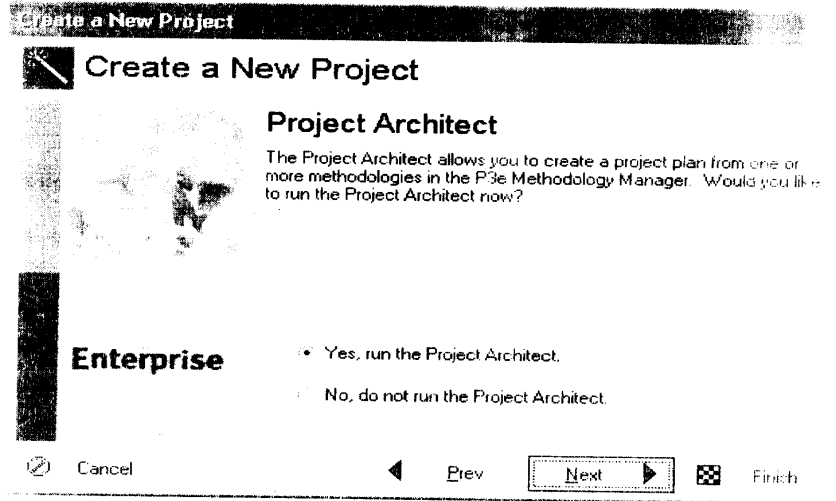 Create a New Project
Create a New Project
Project Architect
The Project Architect allows you to create a project plan from one or
more methodologies in the P3e Methodology Manager. Would you like
to run the Project Architect now?
Enterprise
Yes, run the Project Architect.
No, do not run the Project Architect.
Cancel
Prev
Next
Finish